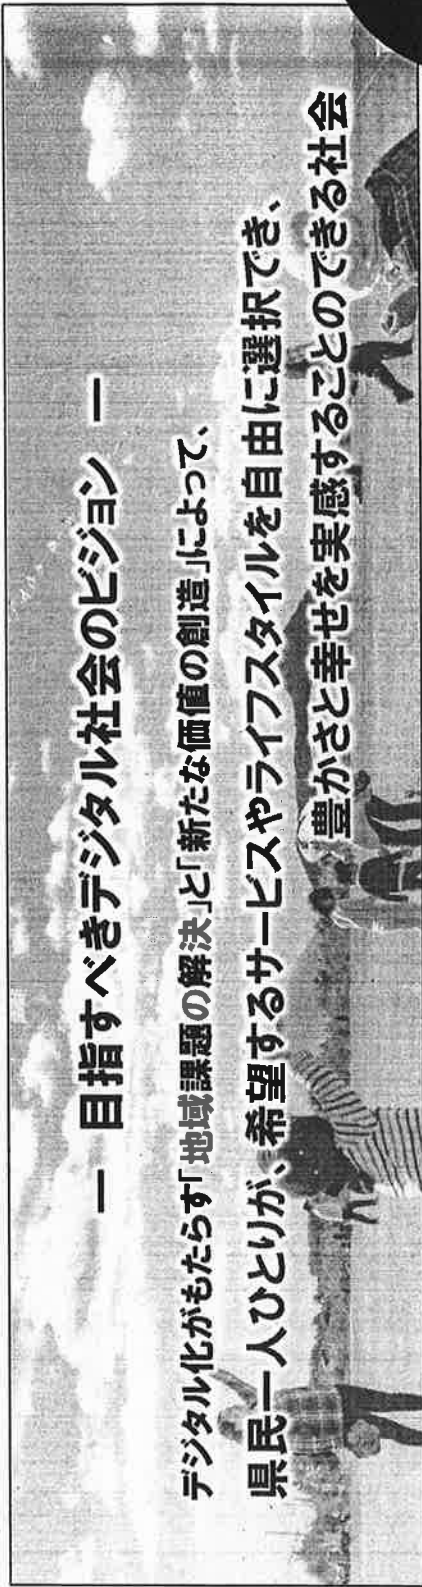 － 目指すべきデジタル社会のビジョン －
デジタル化がもたらす「地域課題の解決」と「新たな価値の創造」によって、
県民一人ひとりが、希望するサービスやライフスタイルを自由に選択でき、
豊かさと幸せを実感することのできる社会